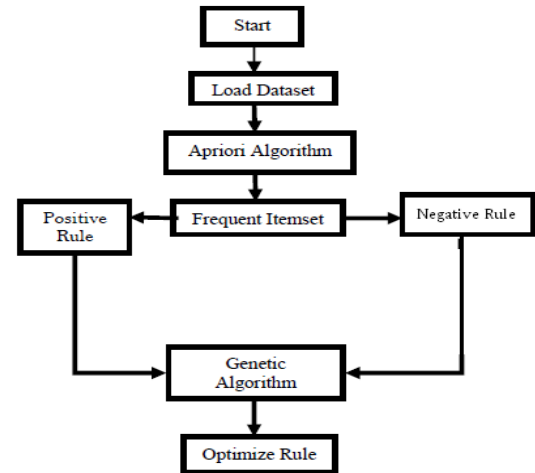 Start
Load Dataset
Apriori Algorithm
Positive
Rule
Frequent Itemset
Negative Rule
Genetic
Algorithm
Optimize Rule